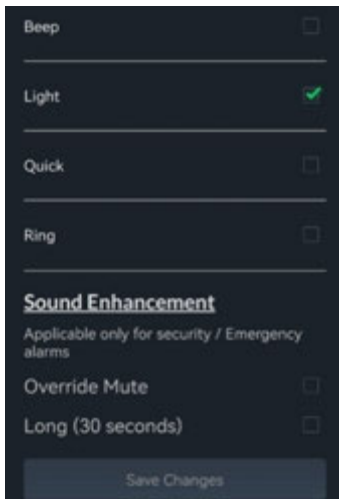 Beep
Light
Quick
Ring
Sound Enhancement
Applicable only for security / Emergency
alarms
Override Mute
Long (30 seconds)
Save Changes